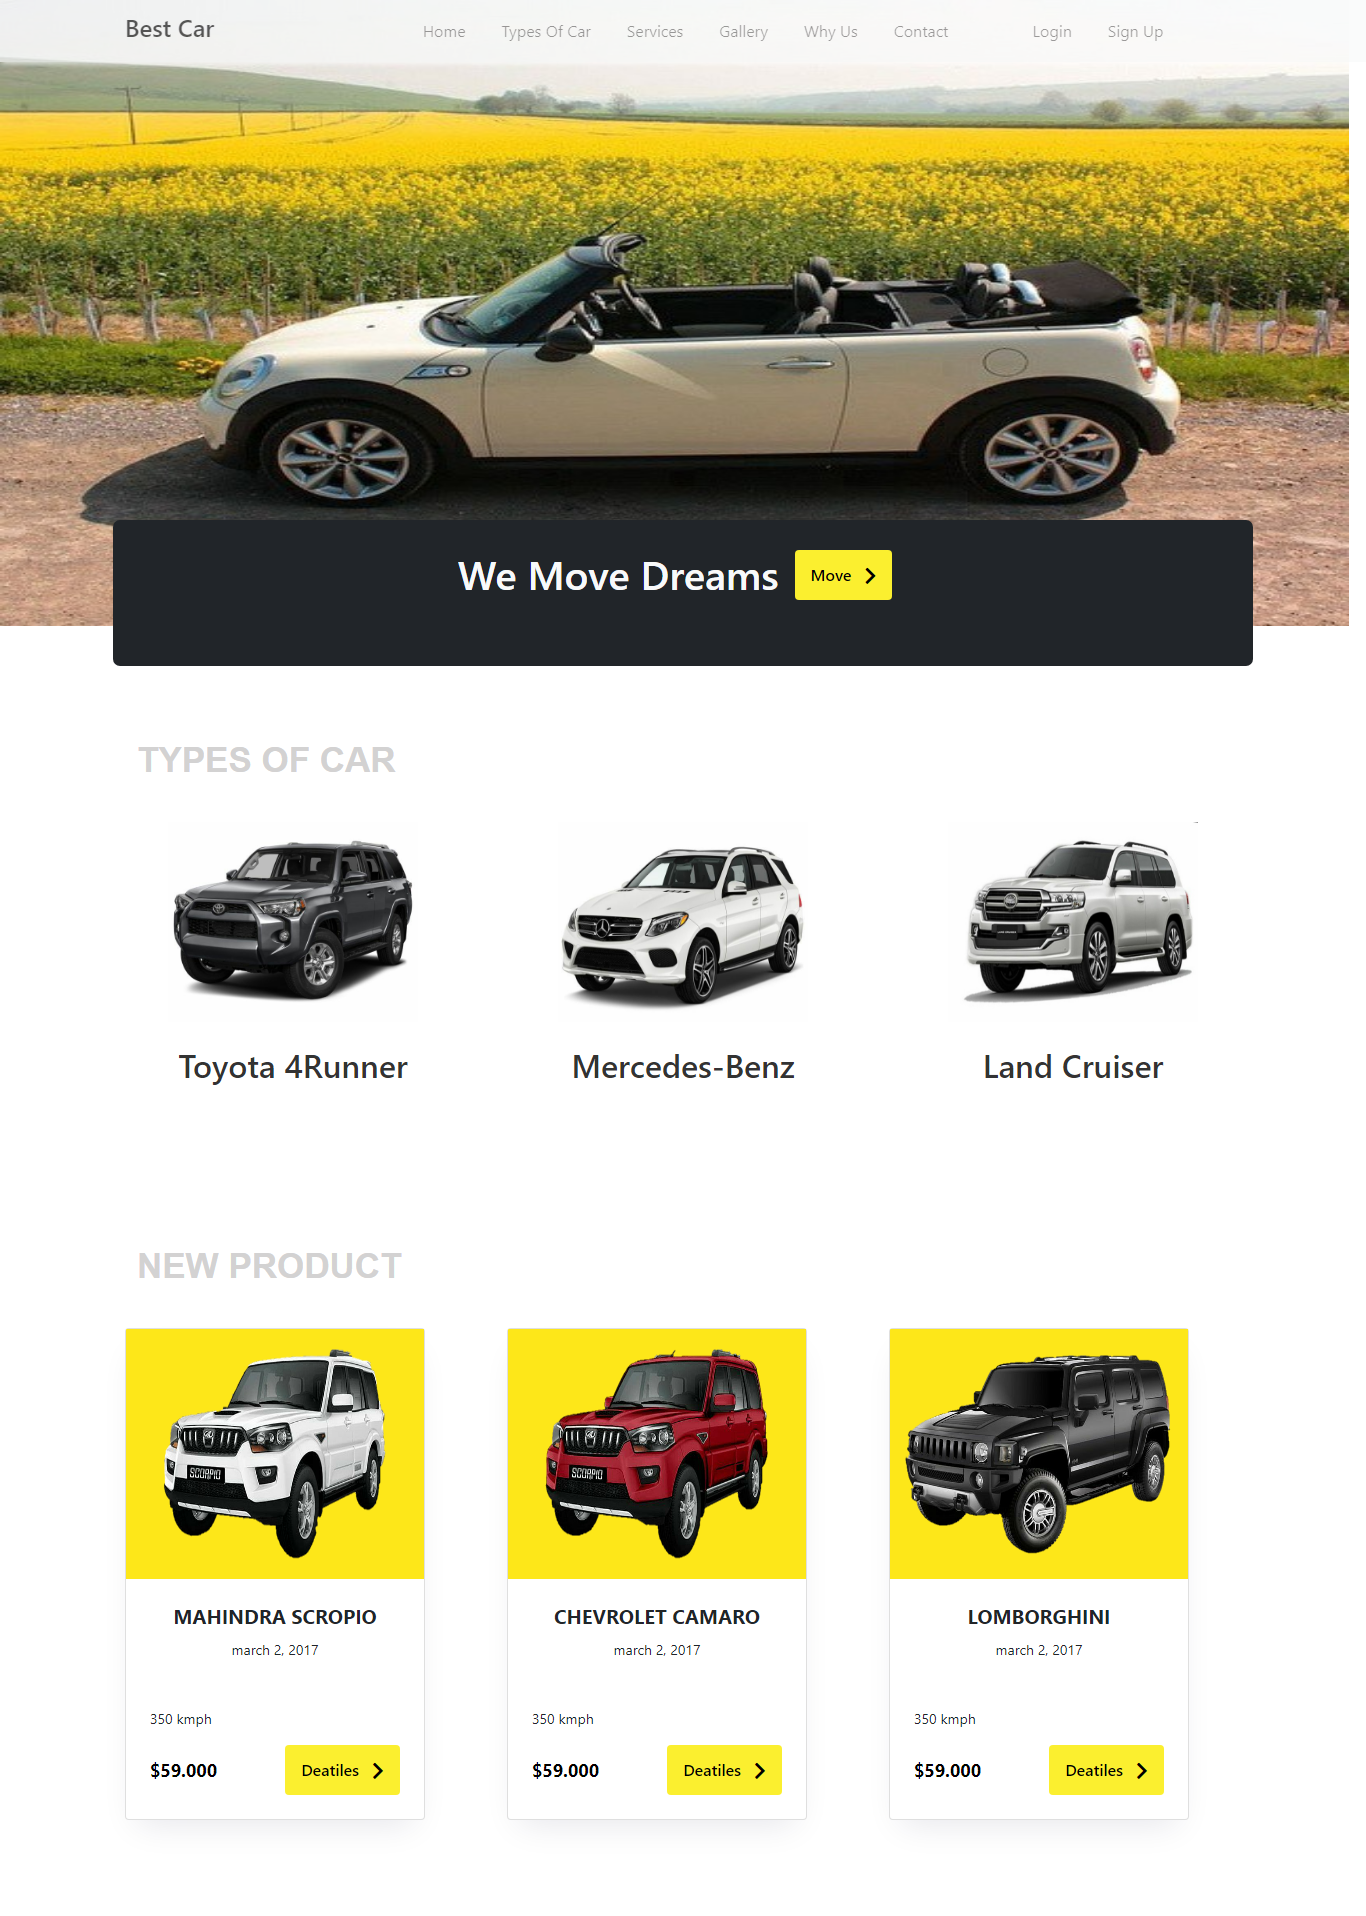 Best Car
Home Types Of Car Services Gallery Why Us Contact Login Sign Up
We Move Dreams Move
TYPES OF CAR
Toyota 4Runner Mercedes-Benz Land Cruiser
NEW PRODUCT
SCORPIO SCORPIO
MAHINDRA SCROPIO CHEVROLET CAMARO LOMBORGHINI
march 2, 2017 march 2, 2017 march 2, 2017
350 kmph 350 kmph 350 kmph
$59.000 Deatiles $59.000 Deatiles $59.000 Deatiles